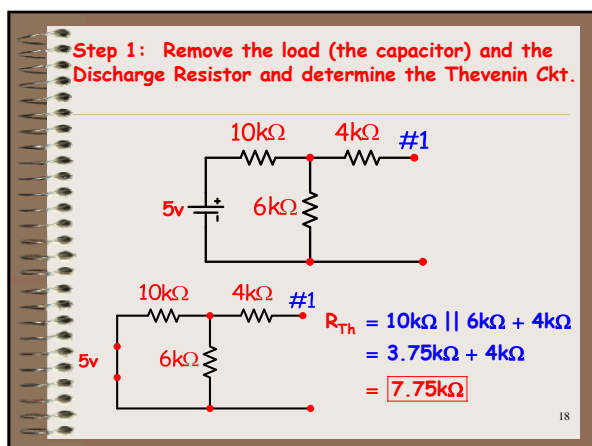 Step 1: Remove the load (the capacitor) and the
Discharge Resistor and determine the Thevenin Ckt.
10kΩ 4kΩ #1
5v + 6kΩ
10kΩ 4kΩ #1
5v 6kΩ
R_Th = 10kΩ || 6kΩ + 4kΩ
= 3.75kΩ + 4kΩ
= 7.75kΩ
18